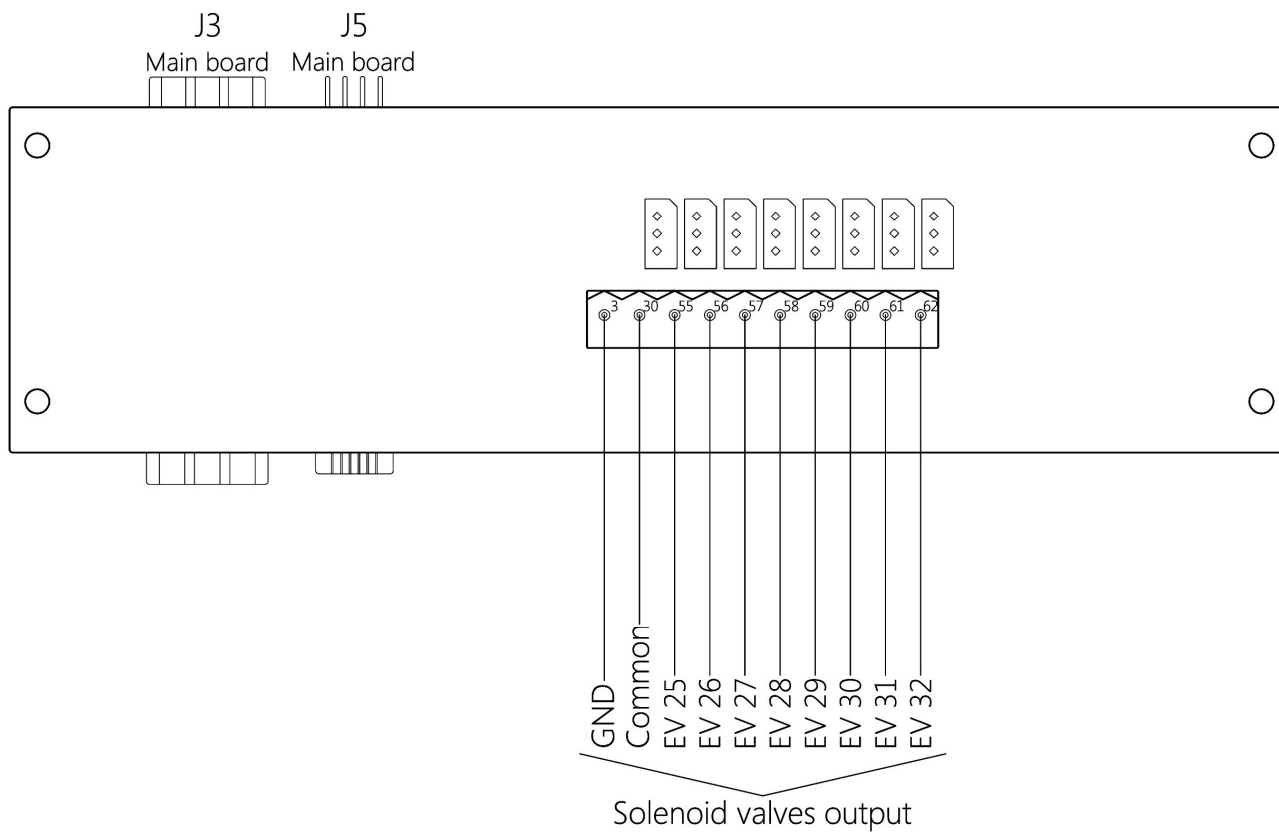 J3 J5
Main board Main board
3 30 55 56 57 58 59 60 61 62
GND
Common
EV 25
EV 26
EV 27
EV 28
EV 29
EV 30
EV 31
EV 32
Solenoid valves output